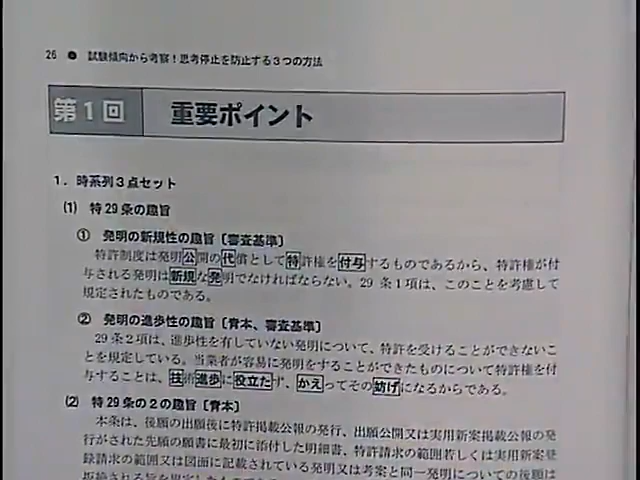 26 ● 試験傾向から考察！思考停止を防止する３つの方法
第１回 重要ポイント
１．時系列３点セット
(1) 特29条の趣旨
① 発明の新規性の趣旨〔審査基準〕
特許制度は発明公開の代償として特許権を付与するものであるから、特許権が付
与される発明は新規な発明でなければならない。29 条１項は、このことを考慮して
規定されたものである。
② 発明の進歩性の趣旨〔青本、審査基準〕
29 条２項は、進歩性を有していない発明について、特許を受けることができないこ
とを規定している。当業者が容易に発明をすることができたものについて特許権を付
与することは、技術進歩に役立たず、かえってその妨げになるからである。
(2) 特29条の２の趣旨〔青本〕
本条は、後願の出願後に特許掲載公報の発行、出願公開又は実用新案掲載公報の発
行がされた先願の願書に最初に添付した明細書、特許請求の範囲若しくは実用新案登
録請求の範囲又は図面に記載されている発明又は考案と同一発明についての後願は